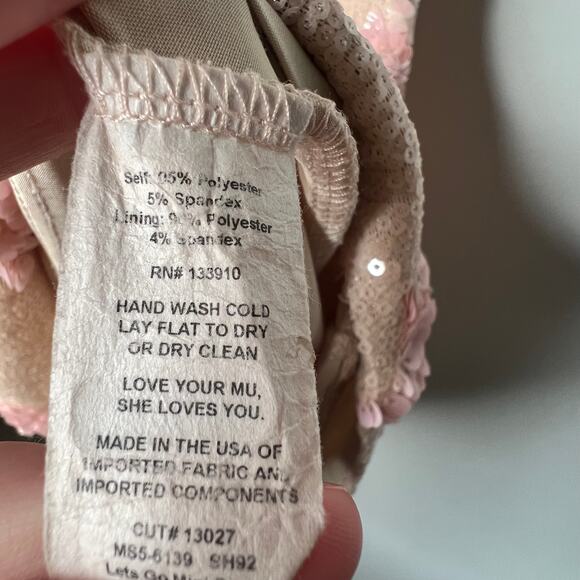 Self: 95% Polyester
5% Spandex
Lining: 96% Polyester
4% Spandex
RN# 133910
HAND WASH COLD
LAY FLAT TO DRY
OR DRY CLEAN
LOVE YOUR MU,
SHE LOVES YOU.
MADE IN THE USA OF
IMPORTED FABRIC AND
IMPORTED COMPONENTS
CUT# 13027
MS5-6139 SH92
Lets Go